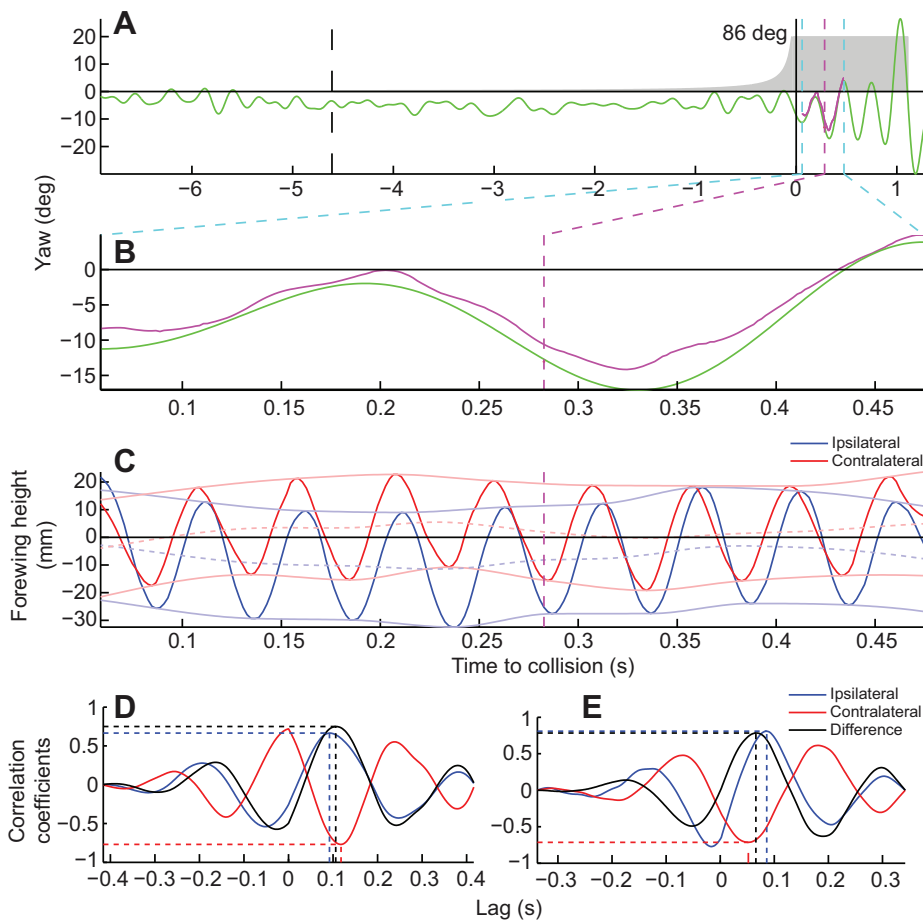 A
86 deg
20
10
0
−10
−20
−6 −5 −4 −3 −2 −1 0 1
Yaw (deg)
B
0
−5
−10
−15
0.1 0.15 0.2 0.25 0.3 0.35 0.4 0.45
C
Ipsilateral
Contralateral
20
10
0
−10
−20
−30
Forewing height
(mm)
0.1 0.15 0.2 0.25 0.3 0.35 0.4 0.45
Time to collision (s)
D
1
0.5
0
−0.5
−1
Correlation
coefficients
−0.4 −0.3 −0.2 −0.1 0 0.1 0.2 0.3 0.4
E
Ipsilateral
Contralateral
Difference
1
0.5
0
−0.5
−1
−0.3 −0.2 −0.1 0 0.1 0.2 0.3 0.4
Lag (s)